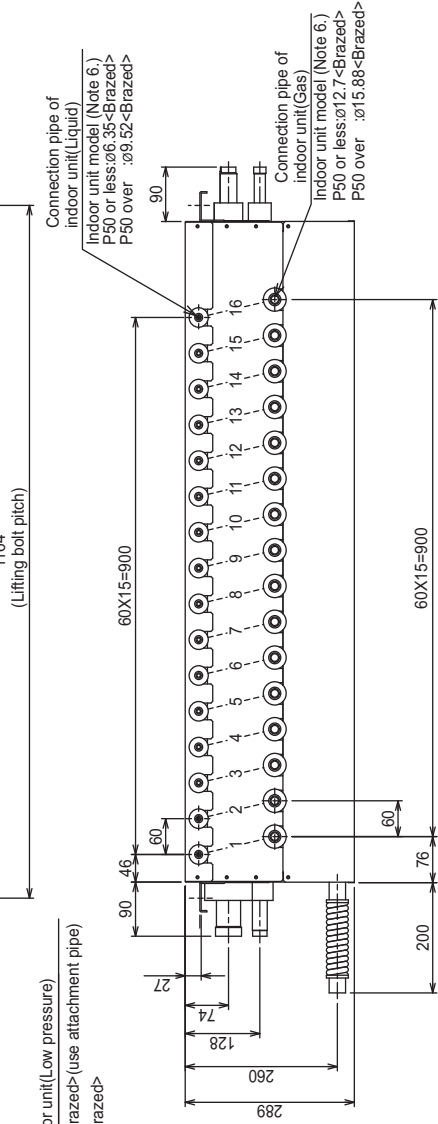 (Lifting bolt pitch)
60X15=900
Connection pipe of
indoor unit(Liquid)
Indoor unit model (Note 6.)
P50 or less:ø6.35<Brazed>
P50 over :ø9.52<Brazed>
90
46
60
90
27
74
128
260
289
1
2
3
4
5
6
7
8
9
10
11
12
13
14
15
16
Connection pipe of
indoor unit(Gas)
Indoor unit model (Note 6.)
P50 or less:ø12.7<Brazed>
P50 over :ø15.88<Brazed>
60
76
200
60X15=900
unit(Low pressure)
(use attachment pipe)